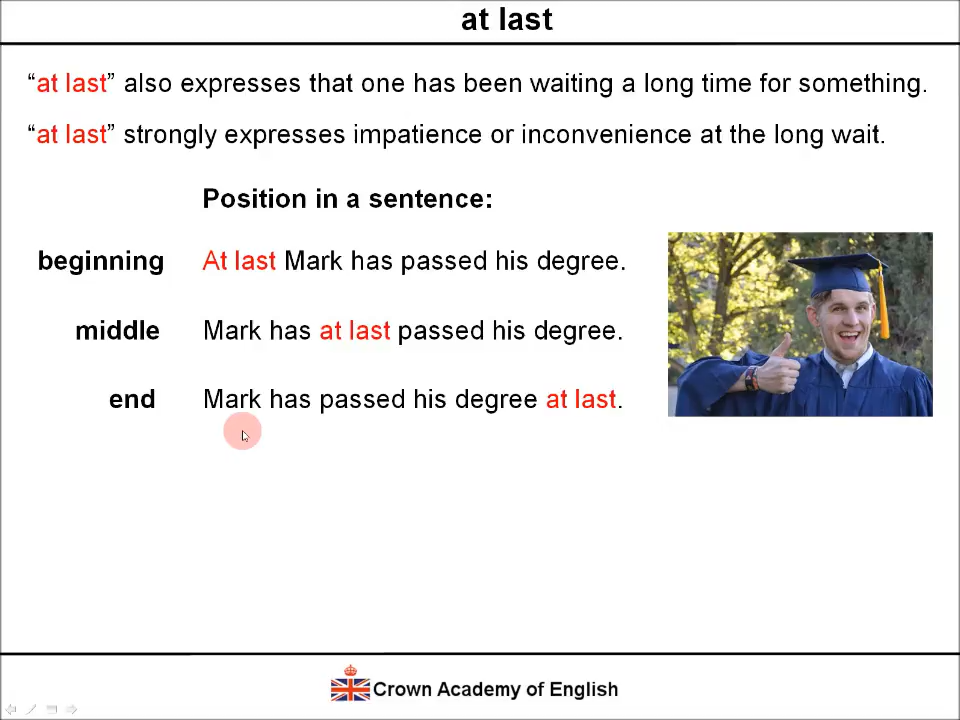 at last
“at last” also expresses that one has been waiting a long time for something.
“at last” strongly expresses impatience or inconvenience at the long wait.
Position in a sentence:
beginning At last Mark has passed his degree.
middle Mark has at last passed his degree.
end Mark has passed his degree at last.
Crown Academy of English